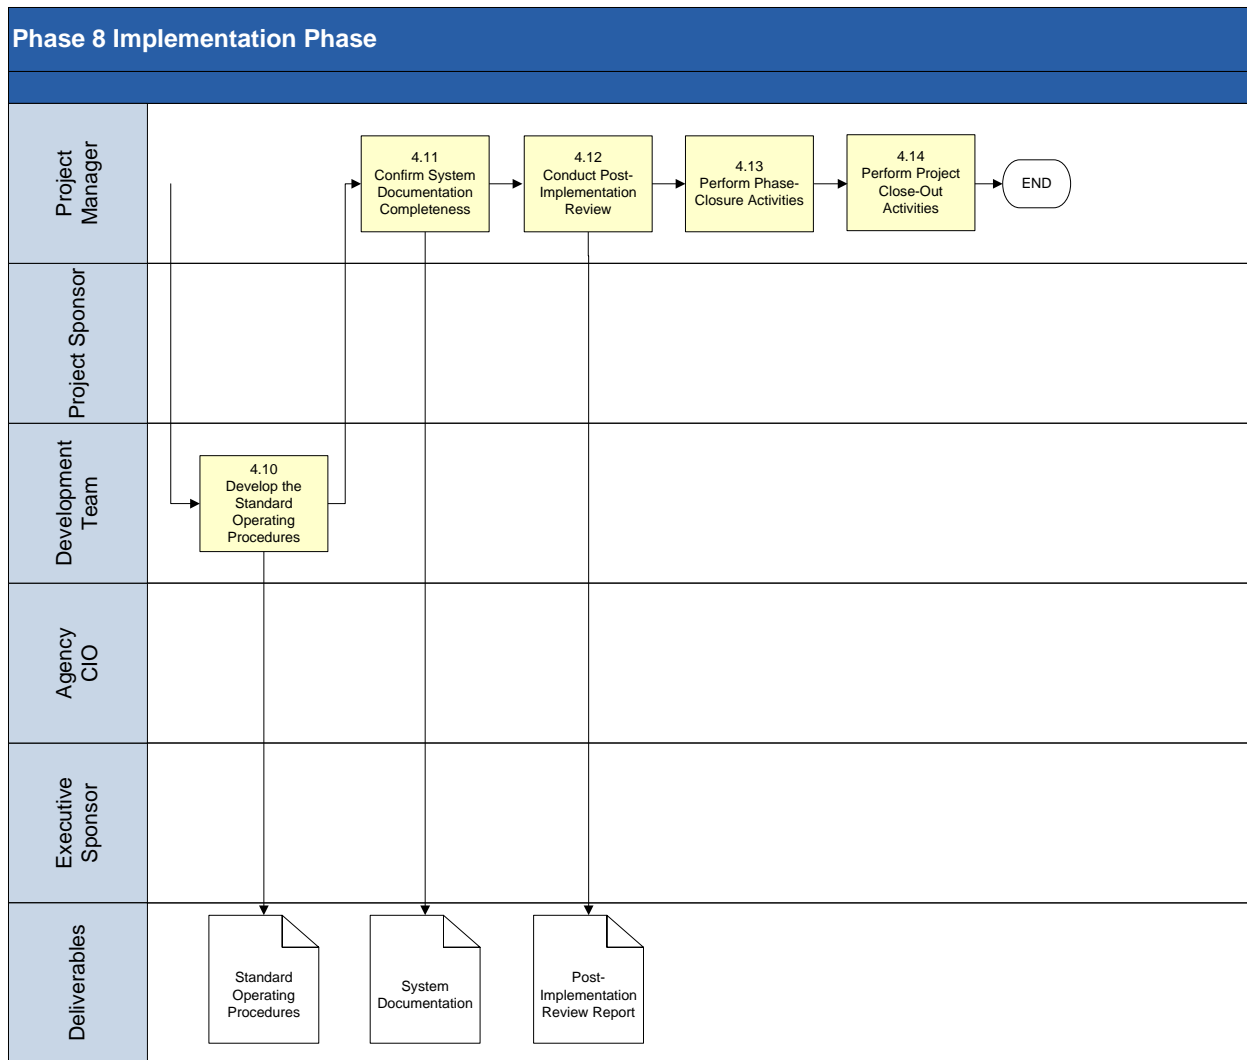 Phase 8 Implementation Phase
Project
Manager
4.11
Confirm System
Documentation
Completeness
4.12
Conduct Post-
Implementation
Review
4.13
Perform Phase-
Closure Activities
4.14
Perform Project
Close-Out
Activities
END
Project Sponsor
Development
Team
4.10
Develop the
Standard
Operating
Procedures
Agency
CIO
Executive
Sponsor
Deliverables
Standard
Operating
Procedures
System
Documentation
Post-
Implementation
Review Report